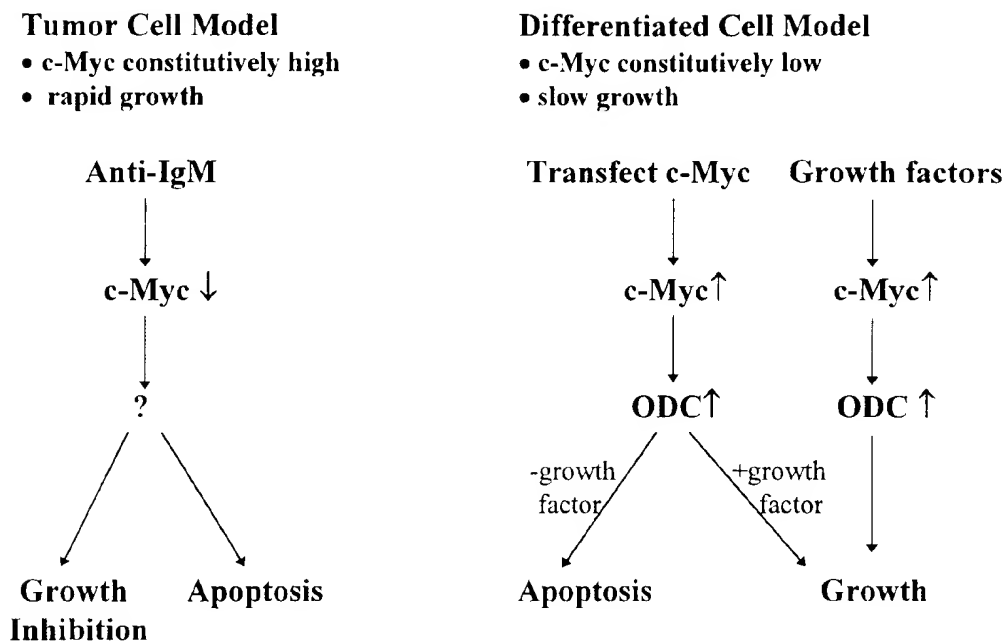 Tumor Cell Model
• c-Myc constitutively high
• rapid growth
Anti-IgM
c-Myc ↓
?
Growth
Inhibition
Apoptosis
Differentiated Cell Model
• c-Myc constitutively low
• slow growth
Transfect c-Myc
Growth factors
c-Myc↑
c-Myc↑
ODC↑
ODC ↑
-growth
factor
+growth
factor
Apoptosis
Growth